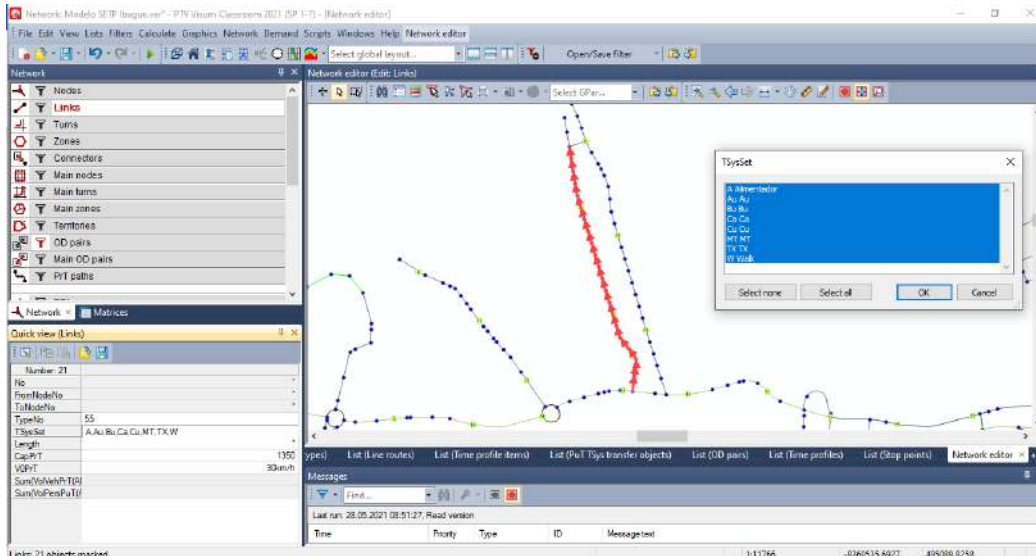 Network: Modelo SETP Ibague.ver* - PTV Visum Classroom 2021 (SP 1-7) - [Network editor]
File Edit View Lists Filters Calculate Graphics Network Demand Scripts Windows Help Network editor
Select global layout...
Open/Save Filter
Network
Nodes
Links
Turns
Zones
Connectors
Main nodes
Main turns
Main zones
Territories
OD pairs
Main OD pairs
PrT paths
Network
Matrices
Quick view (Links)
Number: 21
No *
FromNodeNo *
ToNodeNo *
TypeNo 55
TSysSet A,Au,Bu,Ca,Cu,MT,TX,W
Length *
CapPrT 1350
V0PrT 30km/h
Sum(VolVehPrT(A
Sum(VolPersPuT(
Links: 21 objects marked
Network editor (Edit: Links)
Select GPar...
TSysSet
A Alimentador
Au Au
Bu Bu
Ca Ca
Cu Cu
MT MT
TX TX
W Walk
Select none
Select all
OK
Cancel
ypes)
List (Line routes)
List (Time profile items)
List (PuT TSys transfer objects)
List (OD pairs)
List (Time profiles)
List (Stop points)
Network editor
Messages
Find...
Last run: 28.05.2021 08:51:27, Read version
Time
Priority
Type
ID
Message text
1:11766
495089.8258